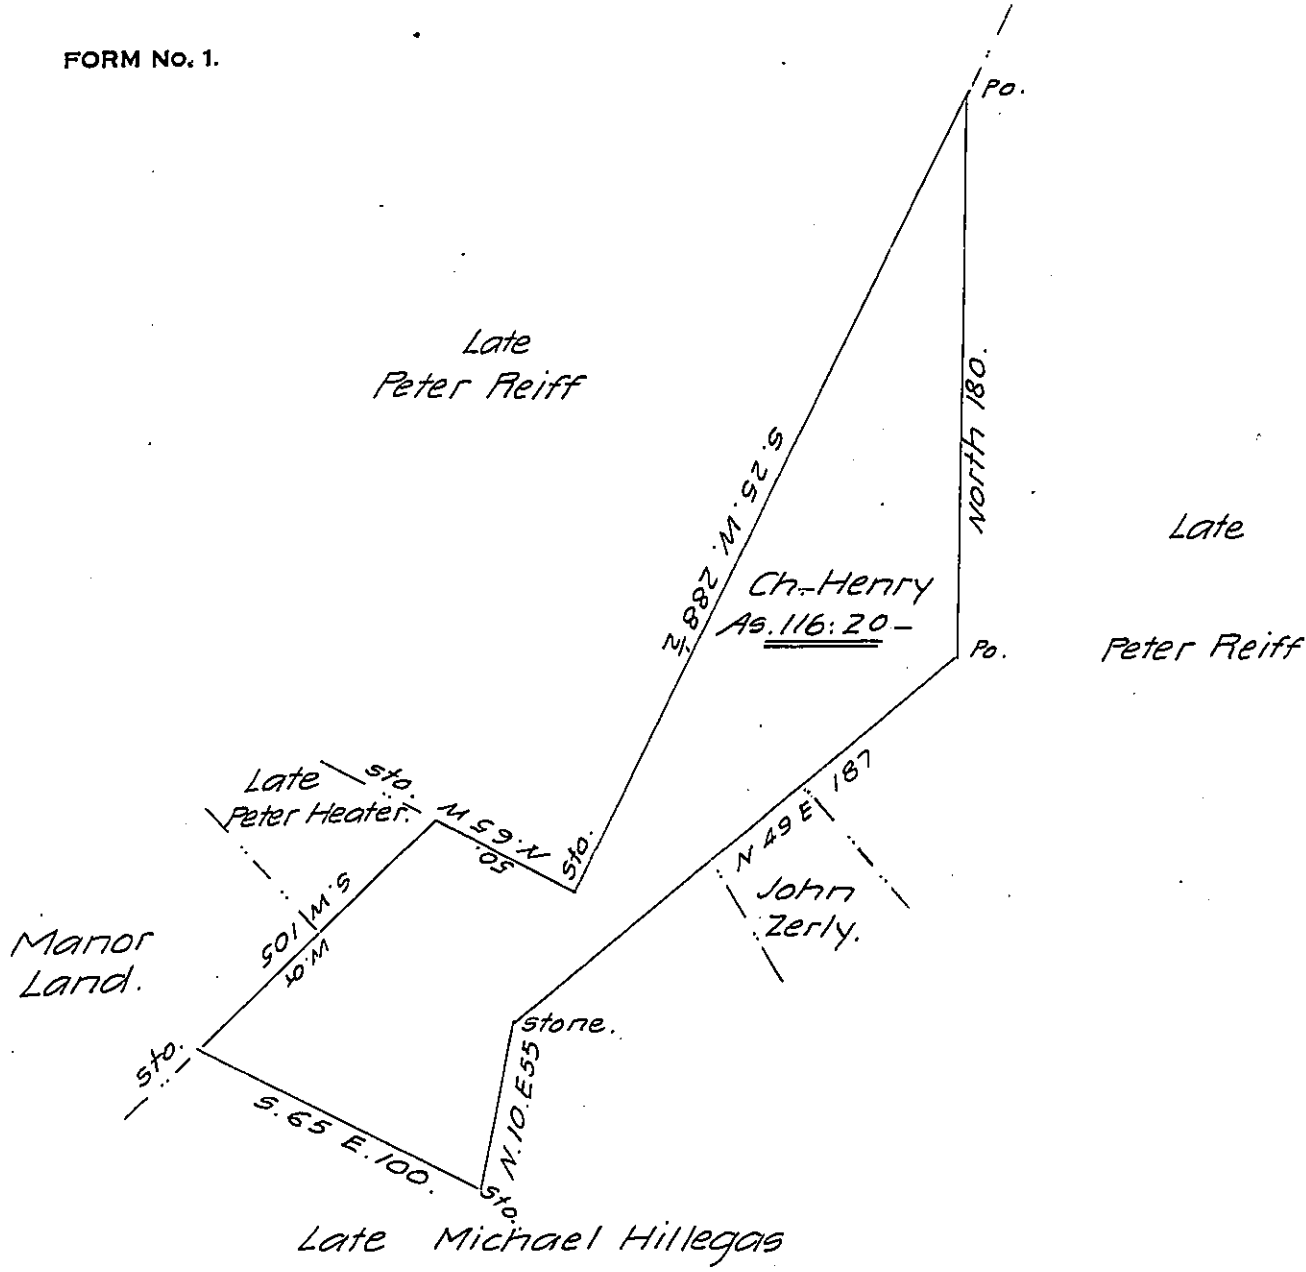 FORM No. 1.
Po.
Late
Peter Reiff
S. 25. W. 288 ½
North 180.
Late
Peter Reiff
Ch. Henry
As. 116:20-
Po.
Late
Peter Heater.
sto.
N. 65 W
50.
sto.
N 49 E 187
John
Zerly.
Manor
Land.
S. W 105
W. or
sto.
stone.
N. 10. E 55
S. 65 E. 100.
sto.
Late Michael Hillegas